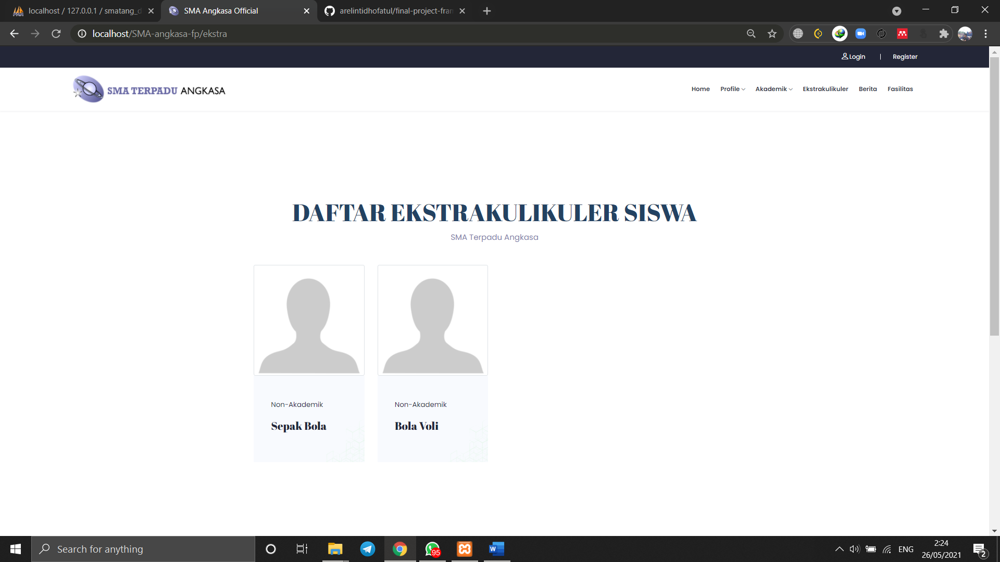 localhost / 127.0.0.1 / smatang_d
SMA Angkasa Official
arelintidhofatul/final-project-fran
localhost/SMA-angkasa-fp/ekstra
Login | Register
SMA TERPADU ANGKASA
Home Profile Akademik Ekstrakulikuler Berita Fasilitas
DAFTAR EKSTRAKULIKULER SISWA
SMA Terpadu Angkasa
Non-Akademik
Sepak Bola
Non-Akademik
Bola Voli
Search for anything
95
W
ENG
2:24
26/05/2021
2